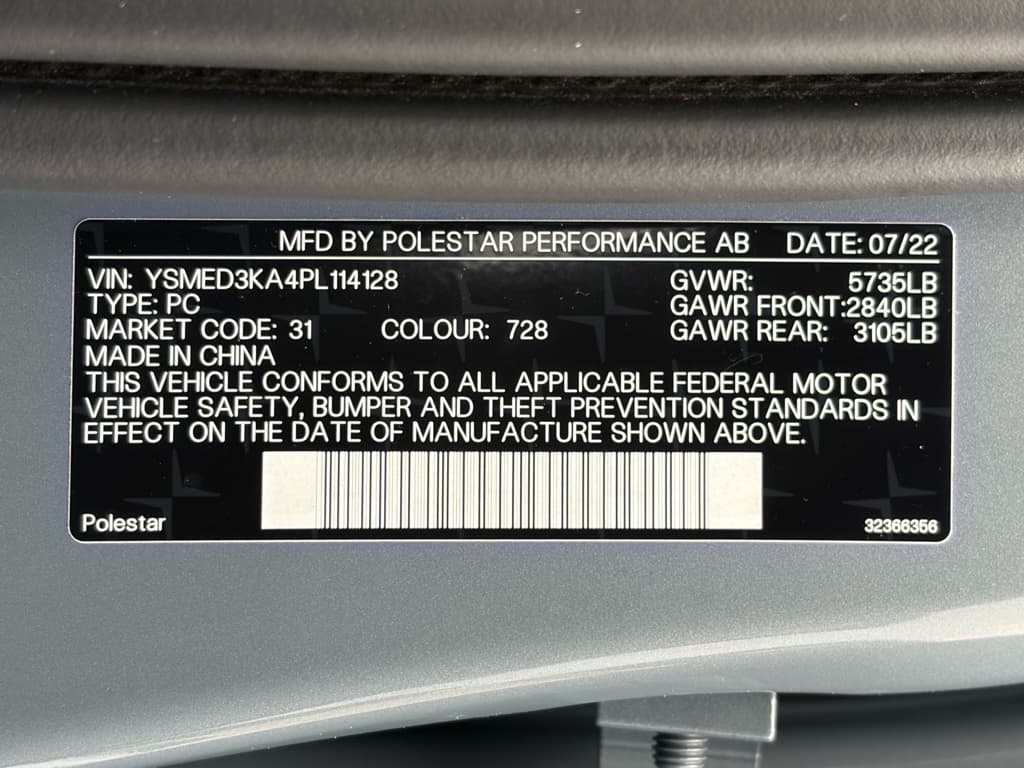 MFD BY POLESTAR PERFORMANCE AB DATE: 07/22
VIN: YSMED3KA4PL114128 GVWR: 5735LB
TYPE: PC GAWR FRONT:2840LB
MARKET CODE: 31 COLOUR: 728 GAWR REAR: 3105LB
MADE IN CHINA
THIS VEHICLE CONFORMS TO ALL APPLICABLE FEDERAL MOTOR
VEHICLE SAFETY, BUMPER AND THEFT PREVENTION STANDARDS IN
EFFECT ON THE DATE OF MANUFACTURE SHOWN ABOVE.
Polestar 32366356